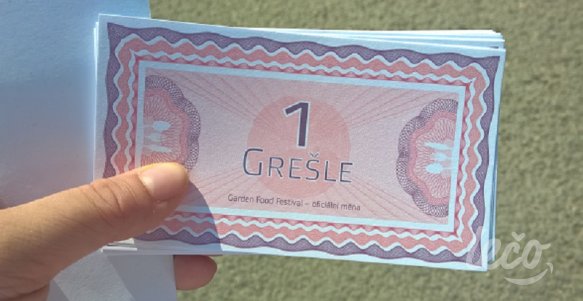 1
GREŠLE
Garden Food Festival – oficiální měna
lečo